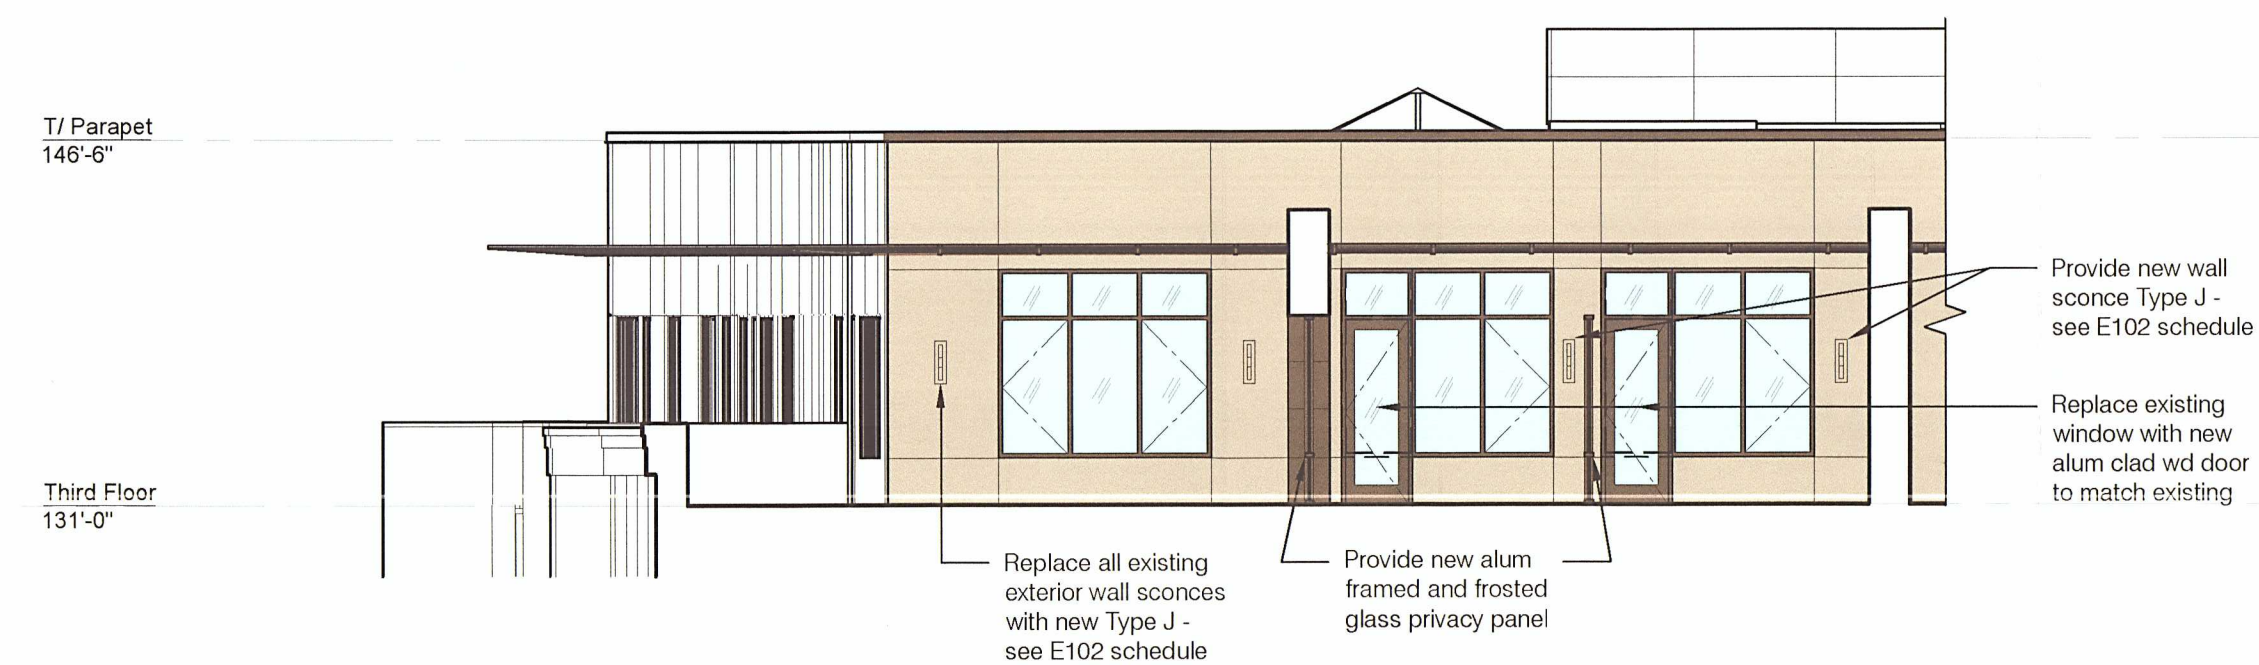 T/ Parapet
146'-6"
Provide new wall
sconce Type J -
see E102 schedule
Replace existing
window with new
alum clad wd door
to match existing
Third Floor
131'-0"
Replace all existing
exterior wall sconces
with new Type J -
see E102 schedule
Provide new alum
framed and frosted
glass privacy panel